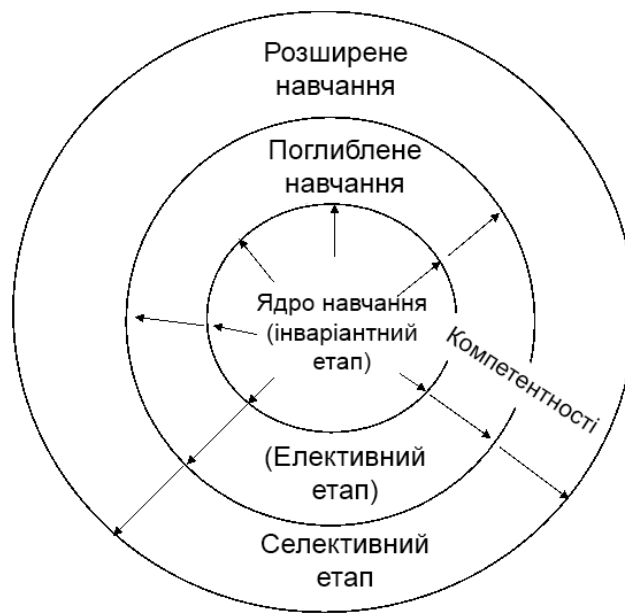 Розширене
навчання
Поглиблене
навчання
Ядро навчання
(інваріантний
етап)
Компетентності
(Елективний
етап)
Селективний
етап